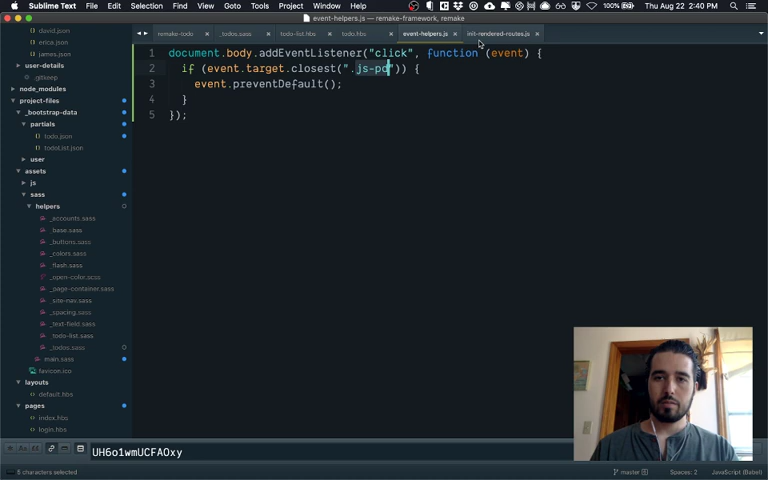 Sublime Text File Edit Selection Find View Goto Tools Project Window Help 100% Thu Aug 22 2:40 PM
event-helpers.js — remake-framework, remake
david.json
erica.json
james.json
user-details
.gitkeep
node_modules
project-files
_bootstrap-data
partials
todo.json
todoList.json
user
assets
js
sass
helpers
_accounts.sass
_base.sass
_buttons.sass
_colors.sass
_flash.sass
_open-color.scss
_page-container.sass
_site-nav.sass
_spacing.sass
_text-field.sass
_todo-list.sass
_todos.sass
main.sass
favicon.ico
layouts
default.hbs
pages
index.hbs
login.hbs
remake-todo _todos.sass todo-list.hbs todo.hbs event-helpers.js init-rendered-routes.js
1 document.body.addEventListener("click", function (event) {
2 if (event.target.closest(".js-pd")) {
3 event.preventDefault();
4 }
5 });
UH6o1wmUCFAOxy
5 characters selected
master Spaces: 2 JavaScript (Babel)